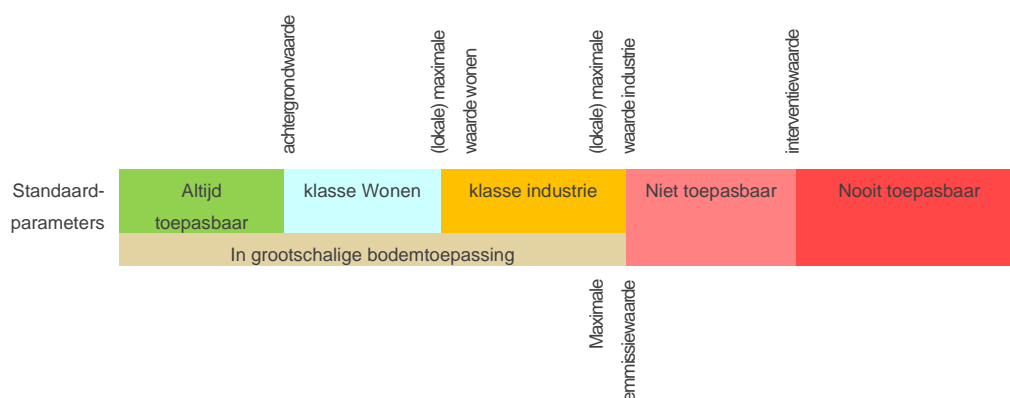 achtergrondwaarde
(lokale) maximale
waarde wonen
(lokale) maximale
waarde industrie
interventiewaarde
Standaard-
parameters
Altijd
toepasbaar
klasse Wonen
klasse industrie
Niet toepasbaar
Nooit toepasbaar
In grootschalige bodemtoepassing
Maximale
emmissiewaarde